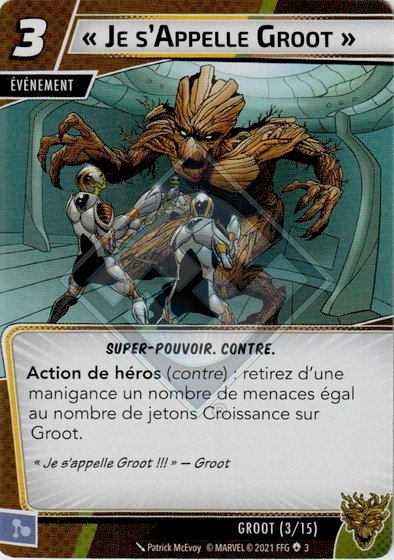 3
« Je s'Appelle Groot »
ÉVÉNEMENT
SUPER-POUVOIR. CONTRE.
Action de héros (contre) : retirez d'une
manigance un nombre de menaces égal
au nombre de jetons Croissance sur
Groot.
« Je s'appelle Groot !!! » – Groot
GROOT (3/15)
Patrick McEvoy © MARVEL © 2021 FFG 3